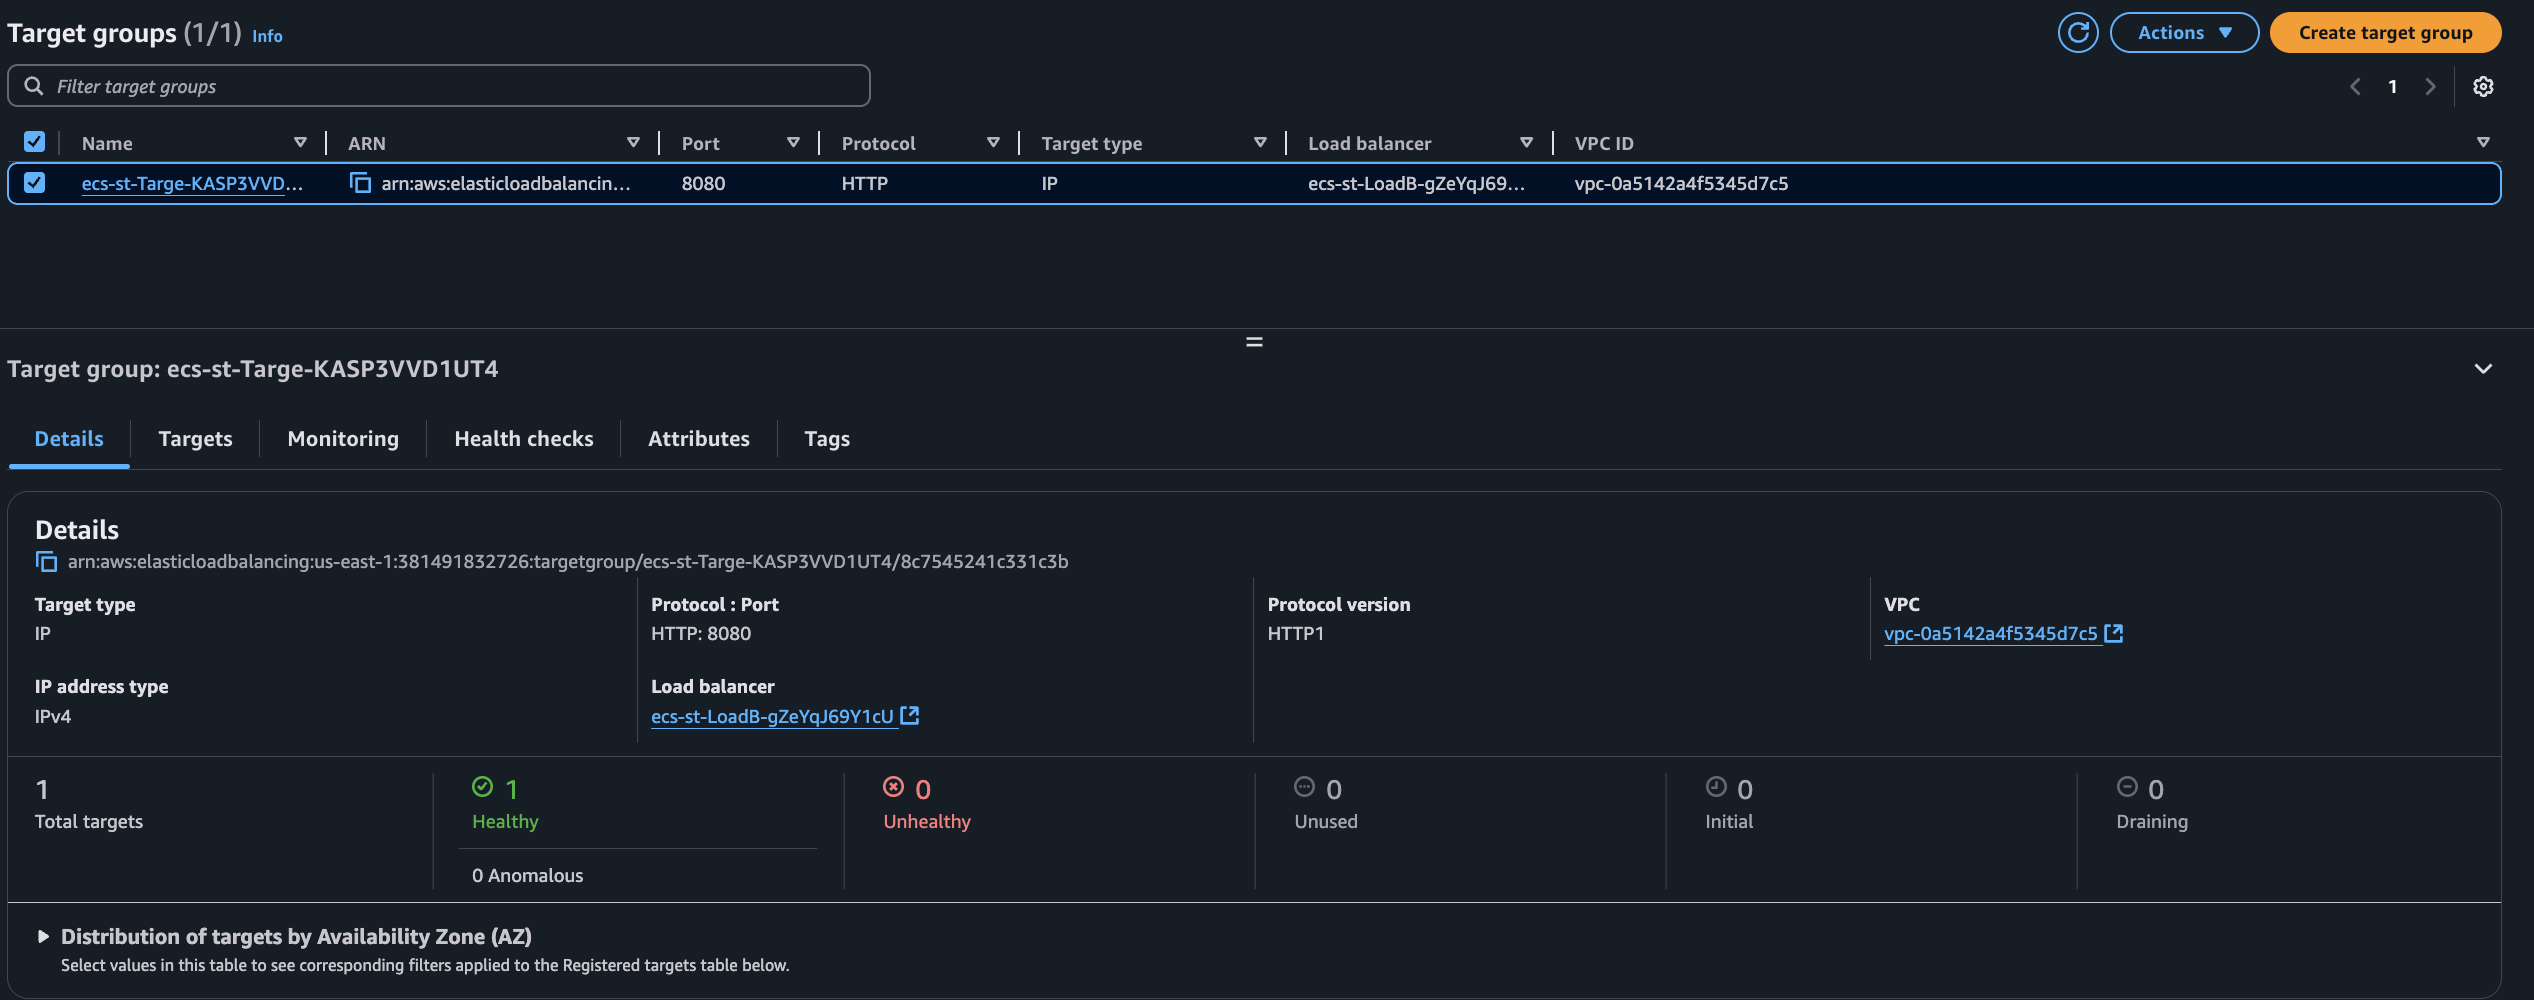 Target groups (1/1) Info
Actions
Create target group
Filter target groups
1
Name ARN Port Protocol Target type Load balancer VPC ID
ecs-st-Targe-KASP3VVD... arn:aws:elasticloadbalancin... 8080 HTTP IP ecs-st-LoadB-gZeYqJ69... vpc-0a5142a4f5345d7c5
Target group: ecs-st-Targe-KASP3VVD1UT4
Details Targets Monitoring Health checks Attributes Tags
Details
arn:aws:elasticloadbalancing:us-east-1:381491832726:targetgroup/ecs-st-Targe-KASP3VVD1UT4/8c7545241c331c3b
Target type
IP
Protocol : Port
HTTP: 8080
Protocol version
HTTP1
VPC
vpc-0a5142a4f5345d7c5
IP address type
IPv4
Load balancer
ecs-st-LoadB-gZeYqJ69Y1cU
1
Total targets
1
Healthy
0 Anomalous
0
Unhealthy
0
Unused
0
Initial
0
Draining
Distribution of targets by Availability Zone (AZ)
Select values in this table to see corresponding filters applied to the Registered targets table below.